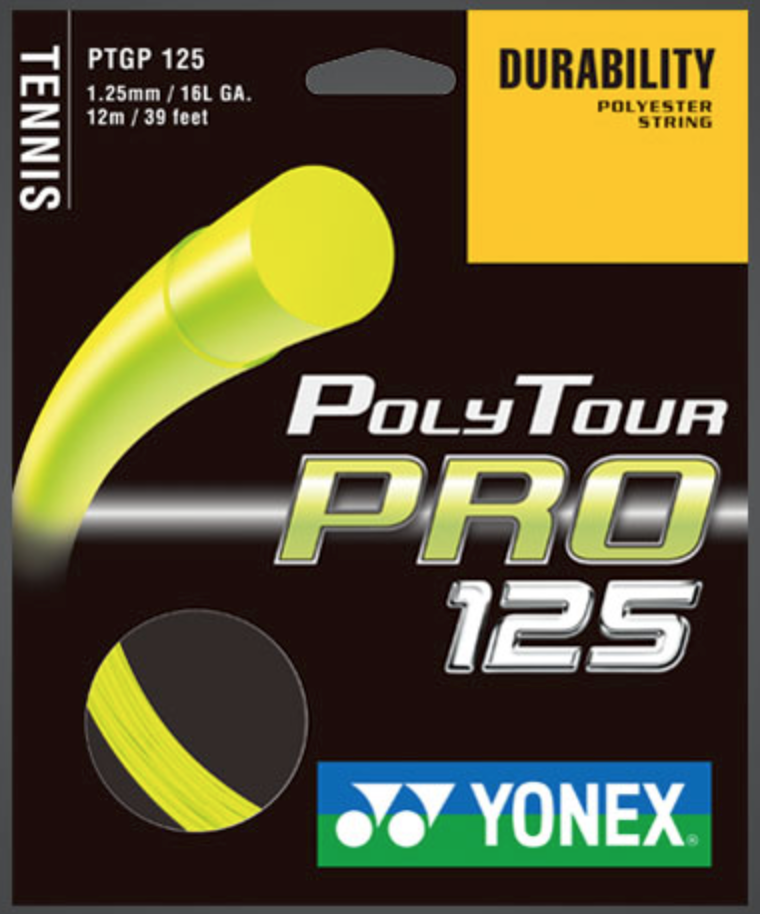 TENNIS
PTGP 125
1.25mm / 16L GA.
12m / 39 feet
DURABILITY
POLYESTER
STRING
POLYTOUR
PRO
125
YONEX®